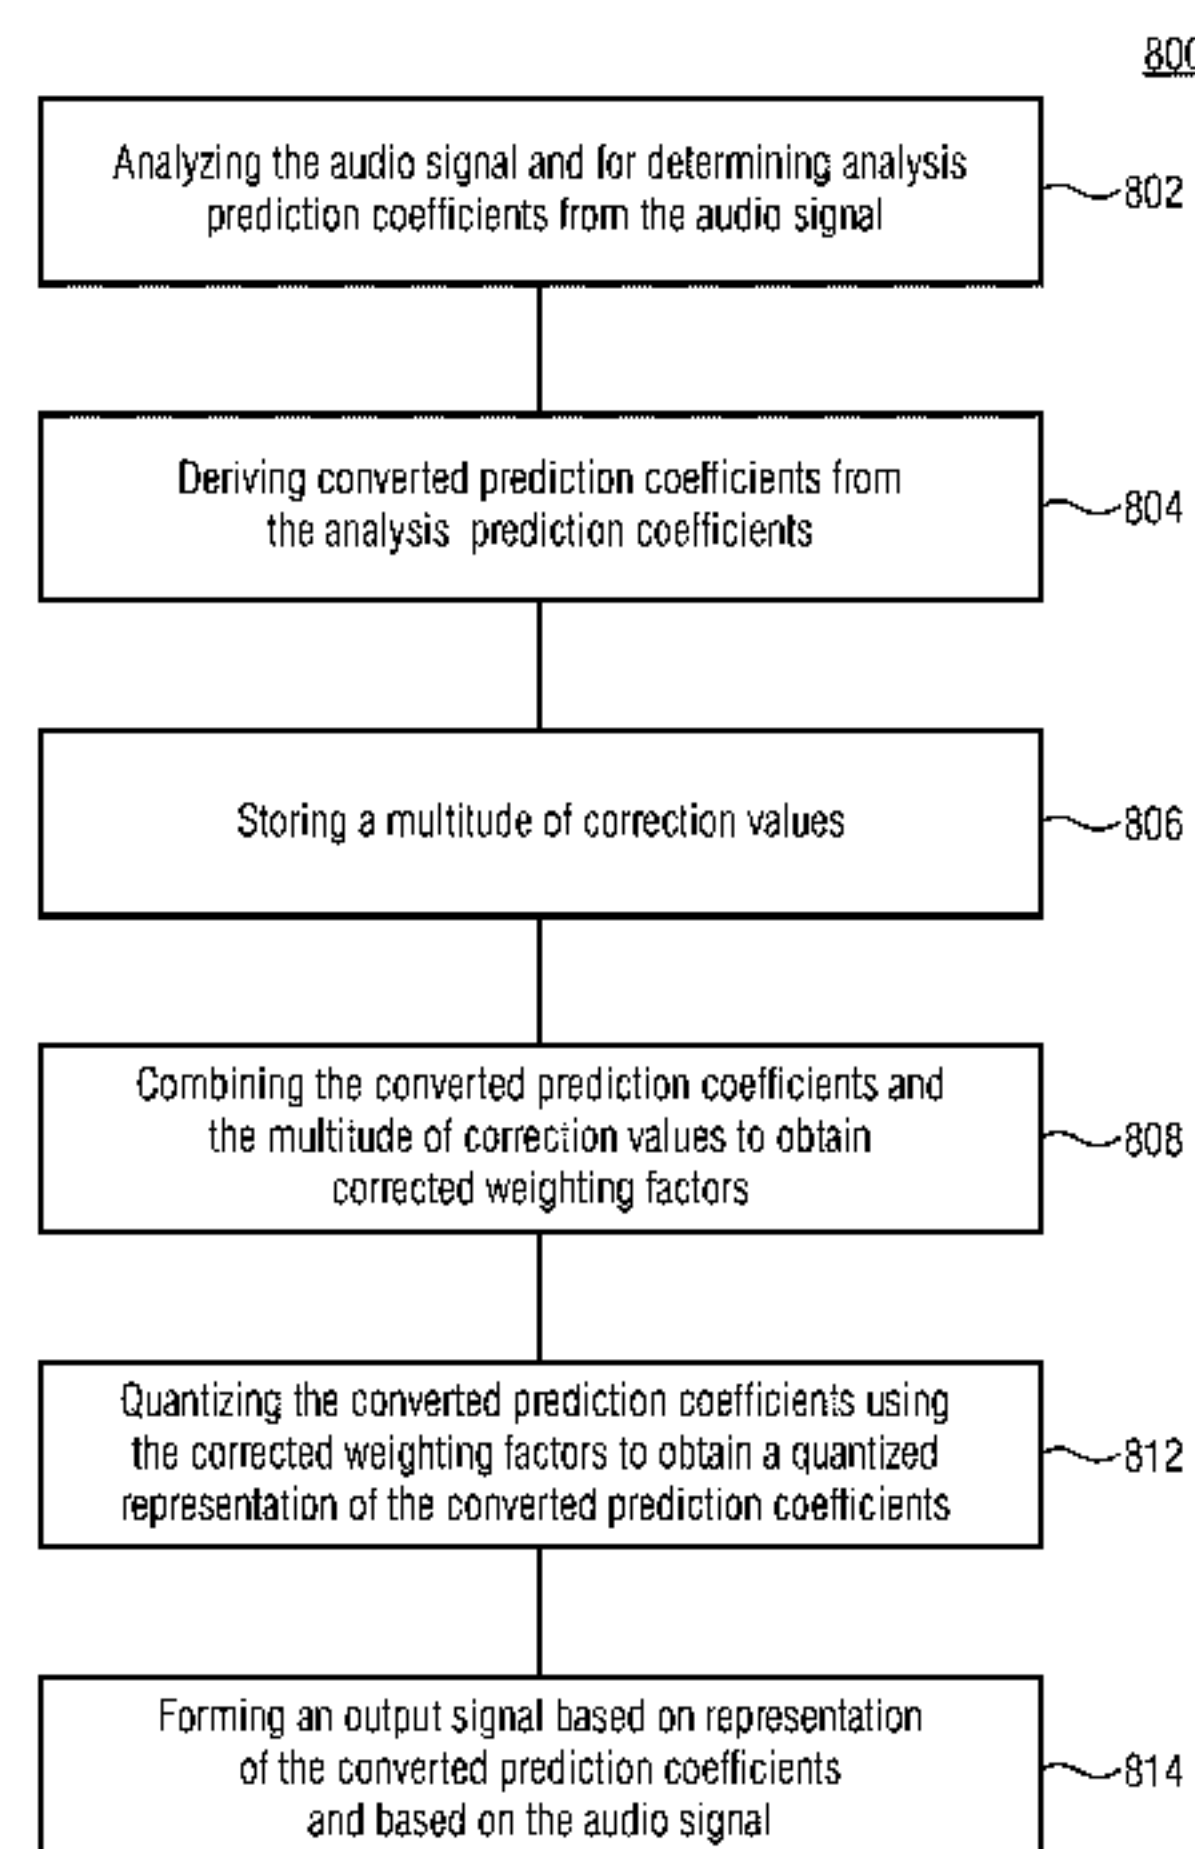 800
Analyzing the audio signal and for determining analysis
prediction coefficients from the audio signal
802
Deriving converted prediction coefficients from
the analysis prediction coefficients
804
Storing a multitude of correction values
806
Combining the converted prediction coefficients and
the multitude of correction values to obtain
corrected weighting factors
808
Quantizing the converted prediction coefficients using
the corrected weighting factors to obtain a quantized
representation of the converted prediction coefficients
812
Forming an output signal based on representation
of the converted prediction coefficients
and based on the audio signal
814